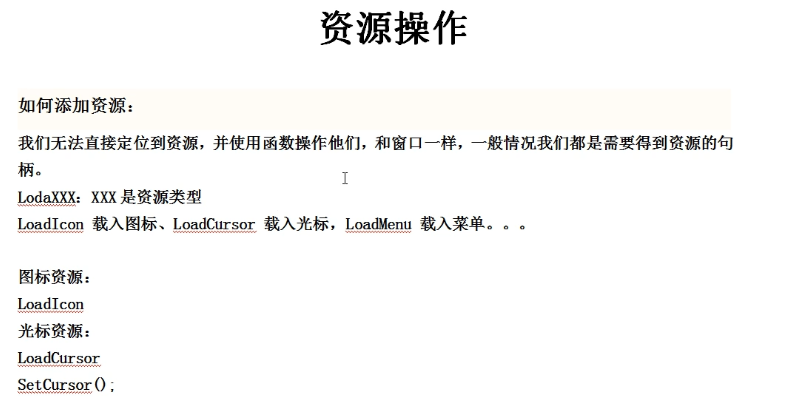 资源操作
如何添加资源：
我们无法直接定位到资源，并使用函数操作他们，和窗口一样，一般情况我们都是需要得到资源的句
柄。
LodaXXX：XXX 是资源类型
LoadIcon 载入图标、LoadCursor 载入光标，LoadMenu 载入菜单。。。
图标资源：
LoadIcon
光标资源：
LoadCursor
SetCursor();